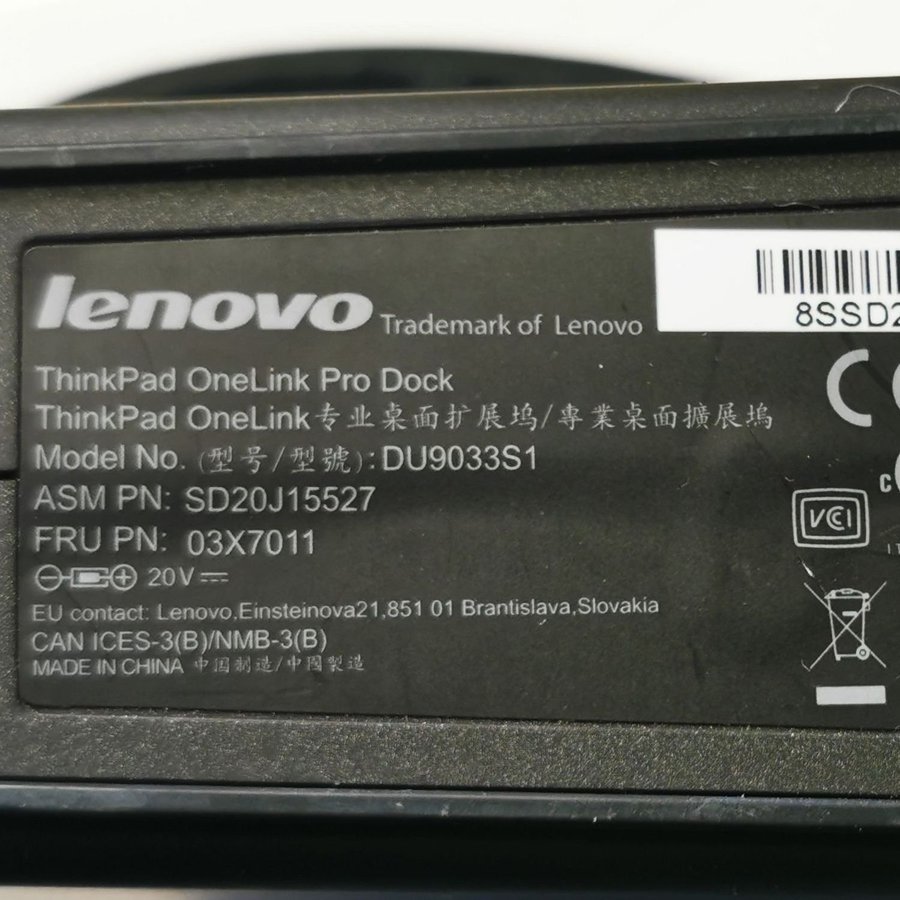 lenovo Trademark of Lenovo
8SSD2
ThinkPad OneLink Pro Dock
ThinkPad OneLink专业桌面扩展坞/專業桌面擴展塢
Model No. (型号/型號): DU9033S1
ASM PN: SD20J15527
FRU PN: 03X7011
20V
EU contact: Lenovo,Einsteinova21,851 01 Brantislava,Slovakia
CAN ICES-3(B)/NMB-3(B)
MADE IN CHINA 中国制造/中國製造
VCI